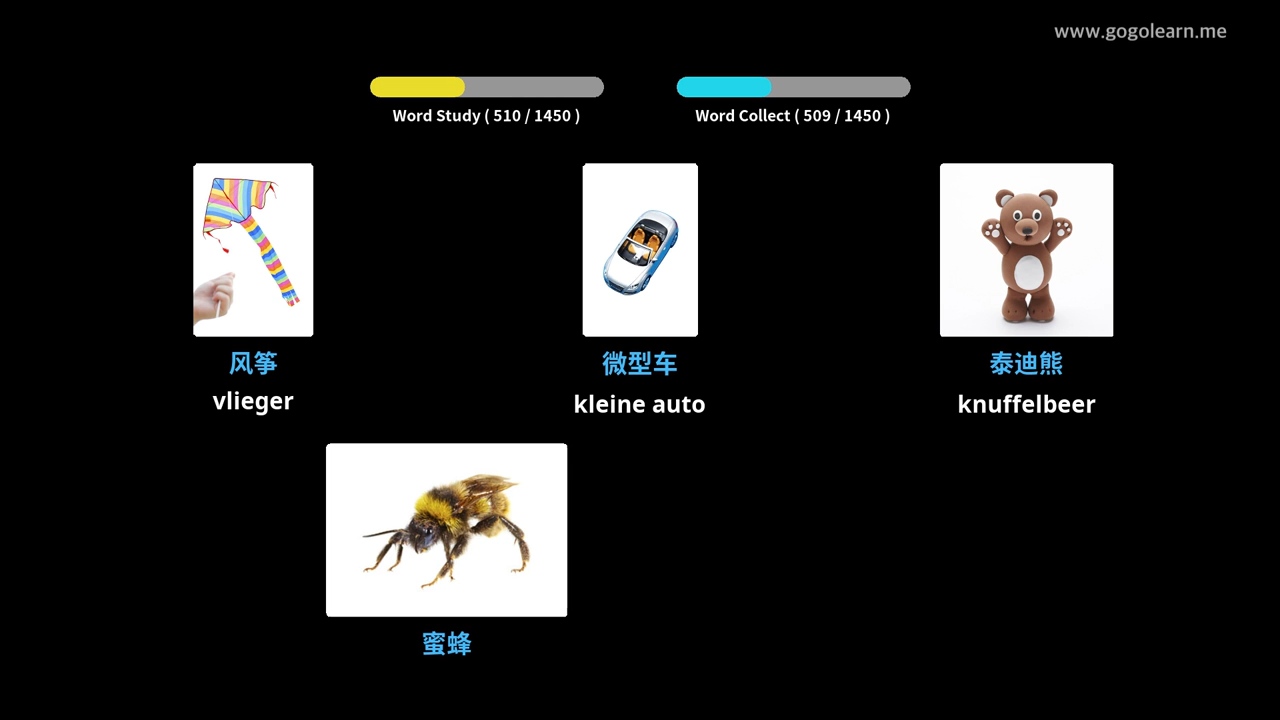 www.gogolearn.me
Word Study ( 510 / 1450 )
Word Collect ( 509 / 1450 )
风筝
vlieger
微型车
kleine auto
泰迪熊
knuffelbeer
蜜蜂